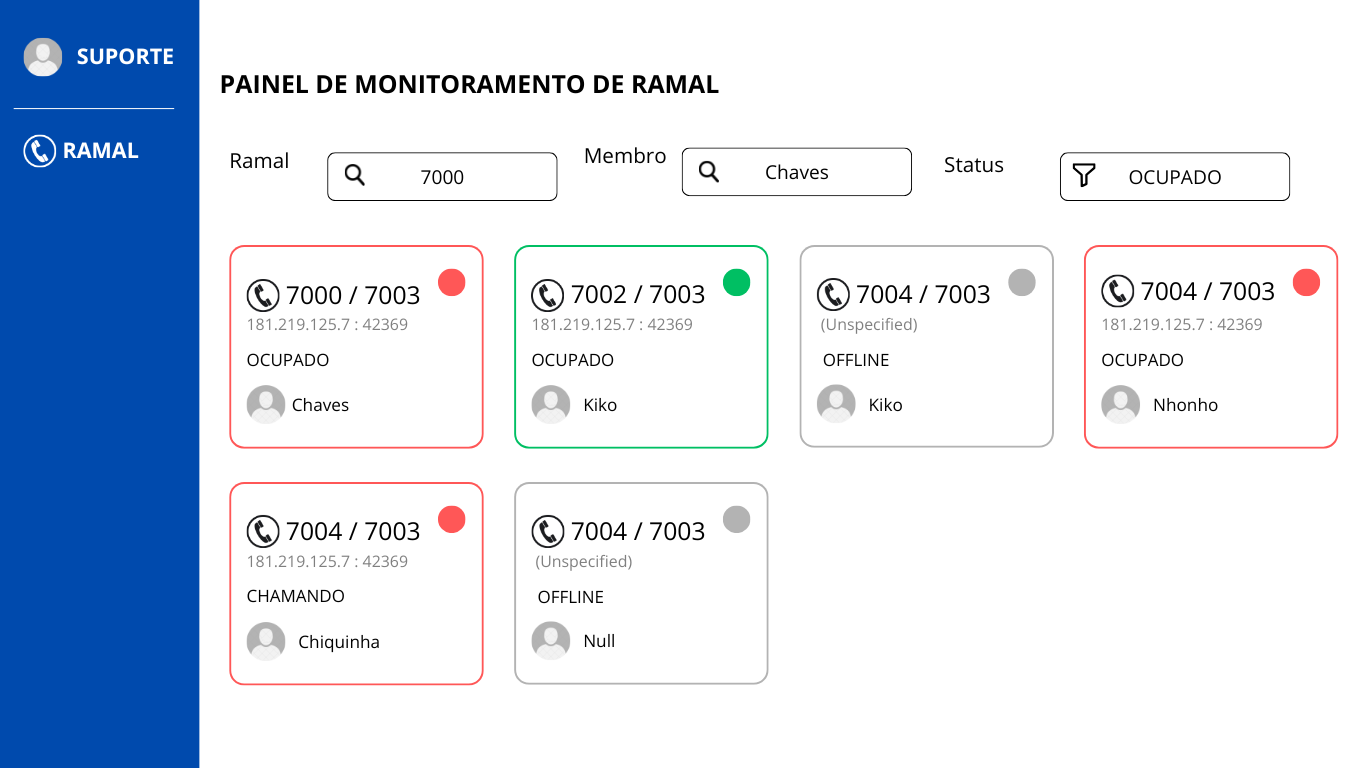 SUPORTE
RAMAL
PAINEL DE MONITORAMENTO DE RAMAL
Ramal
7000
Membro
Chaves
Status
OCUPADO
7000 / 7003
181.219.125.7 : 42369
OCUPADO
Chaves
7002 / 7003
181.219.125.7 : 42369
OCUPADO
Kiko
7004 / 7003
(Unspecified)
OFFLINE
Kiko
7004 / 7003
181.219.125.7 : 42369
OCUPADO
Nhonho
7004 / 7003
181.219.125.7 : 42369
CHAMANDO
Chiquinha
7004 / 7003
(Unspecified)
OFFLINE
Null